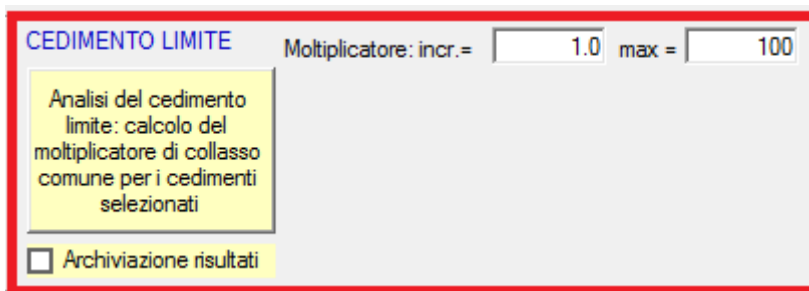 CEDIMENTO LIMITE
Moltiplicatore: incr.= 1.0 max = 100
Analisi del cedimento
limite: calcolo del
moltiplicatore di collasso
comune per i cedimenti
selezionati
Archiviazione risultati